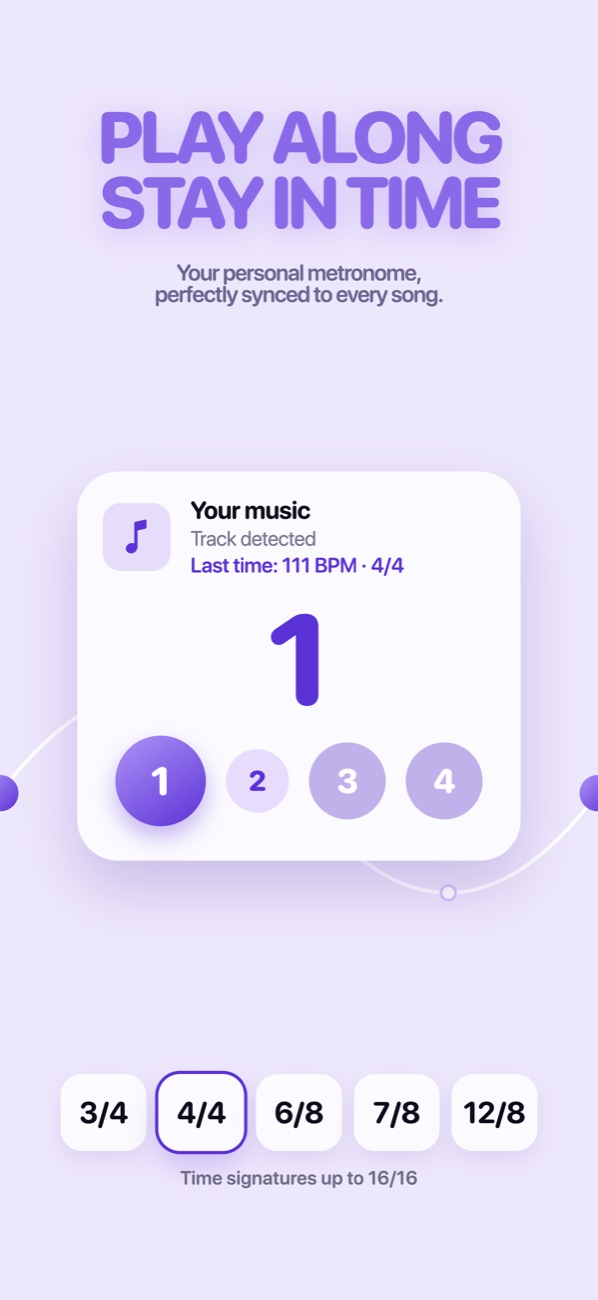 PLAY ALONG
STAY IN TIME
Your personal metronome,
perfectly synced to every song.
Your music
Track detected
Last time: 111 BPM · 4/4
1
1 2 3 4
3/4 4/4 6/8 7/8 12/8
Time signatures up to 16/16